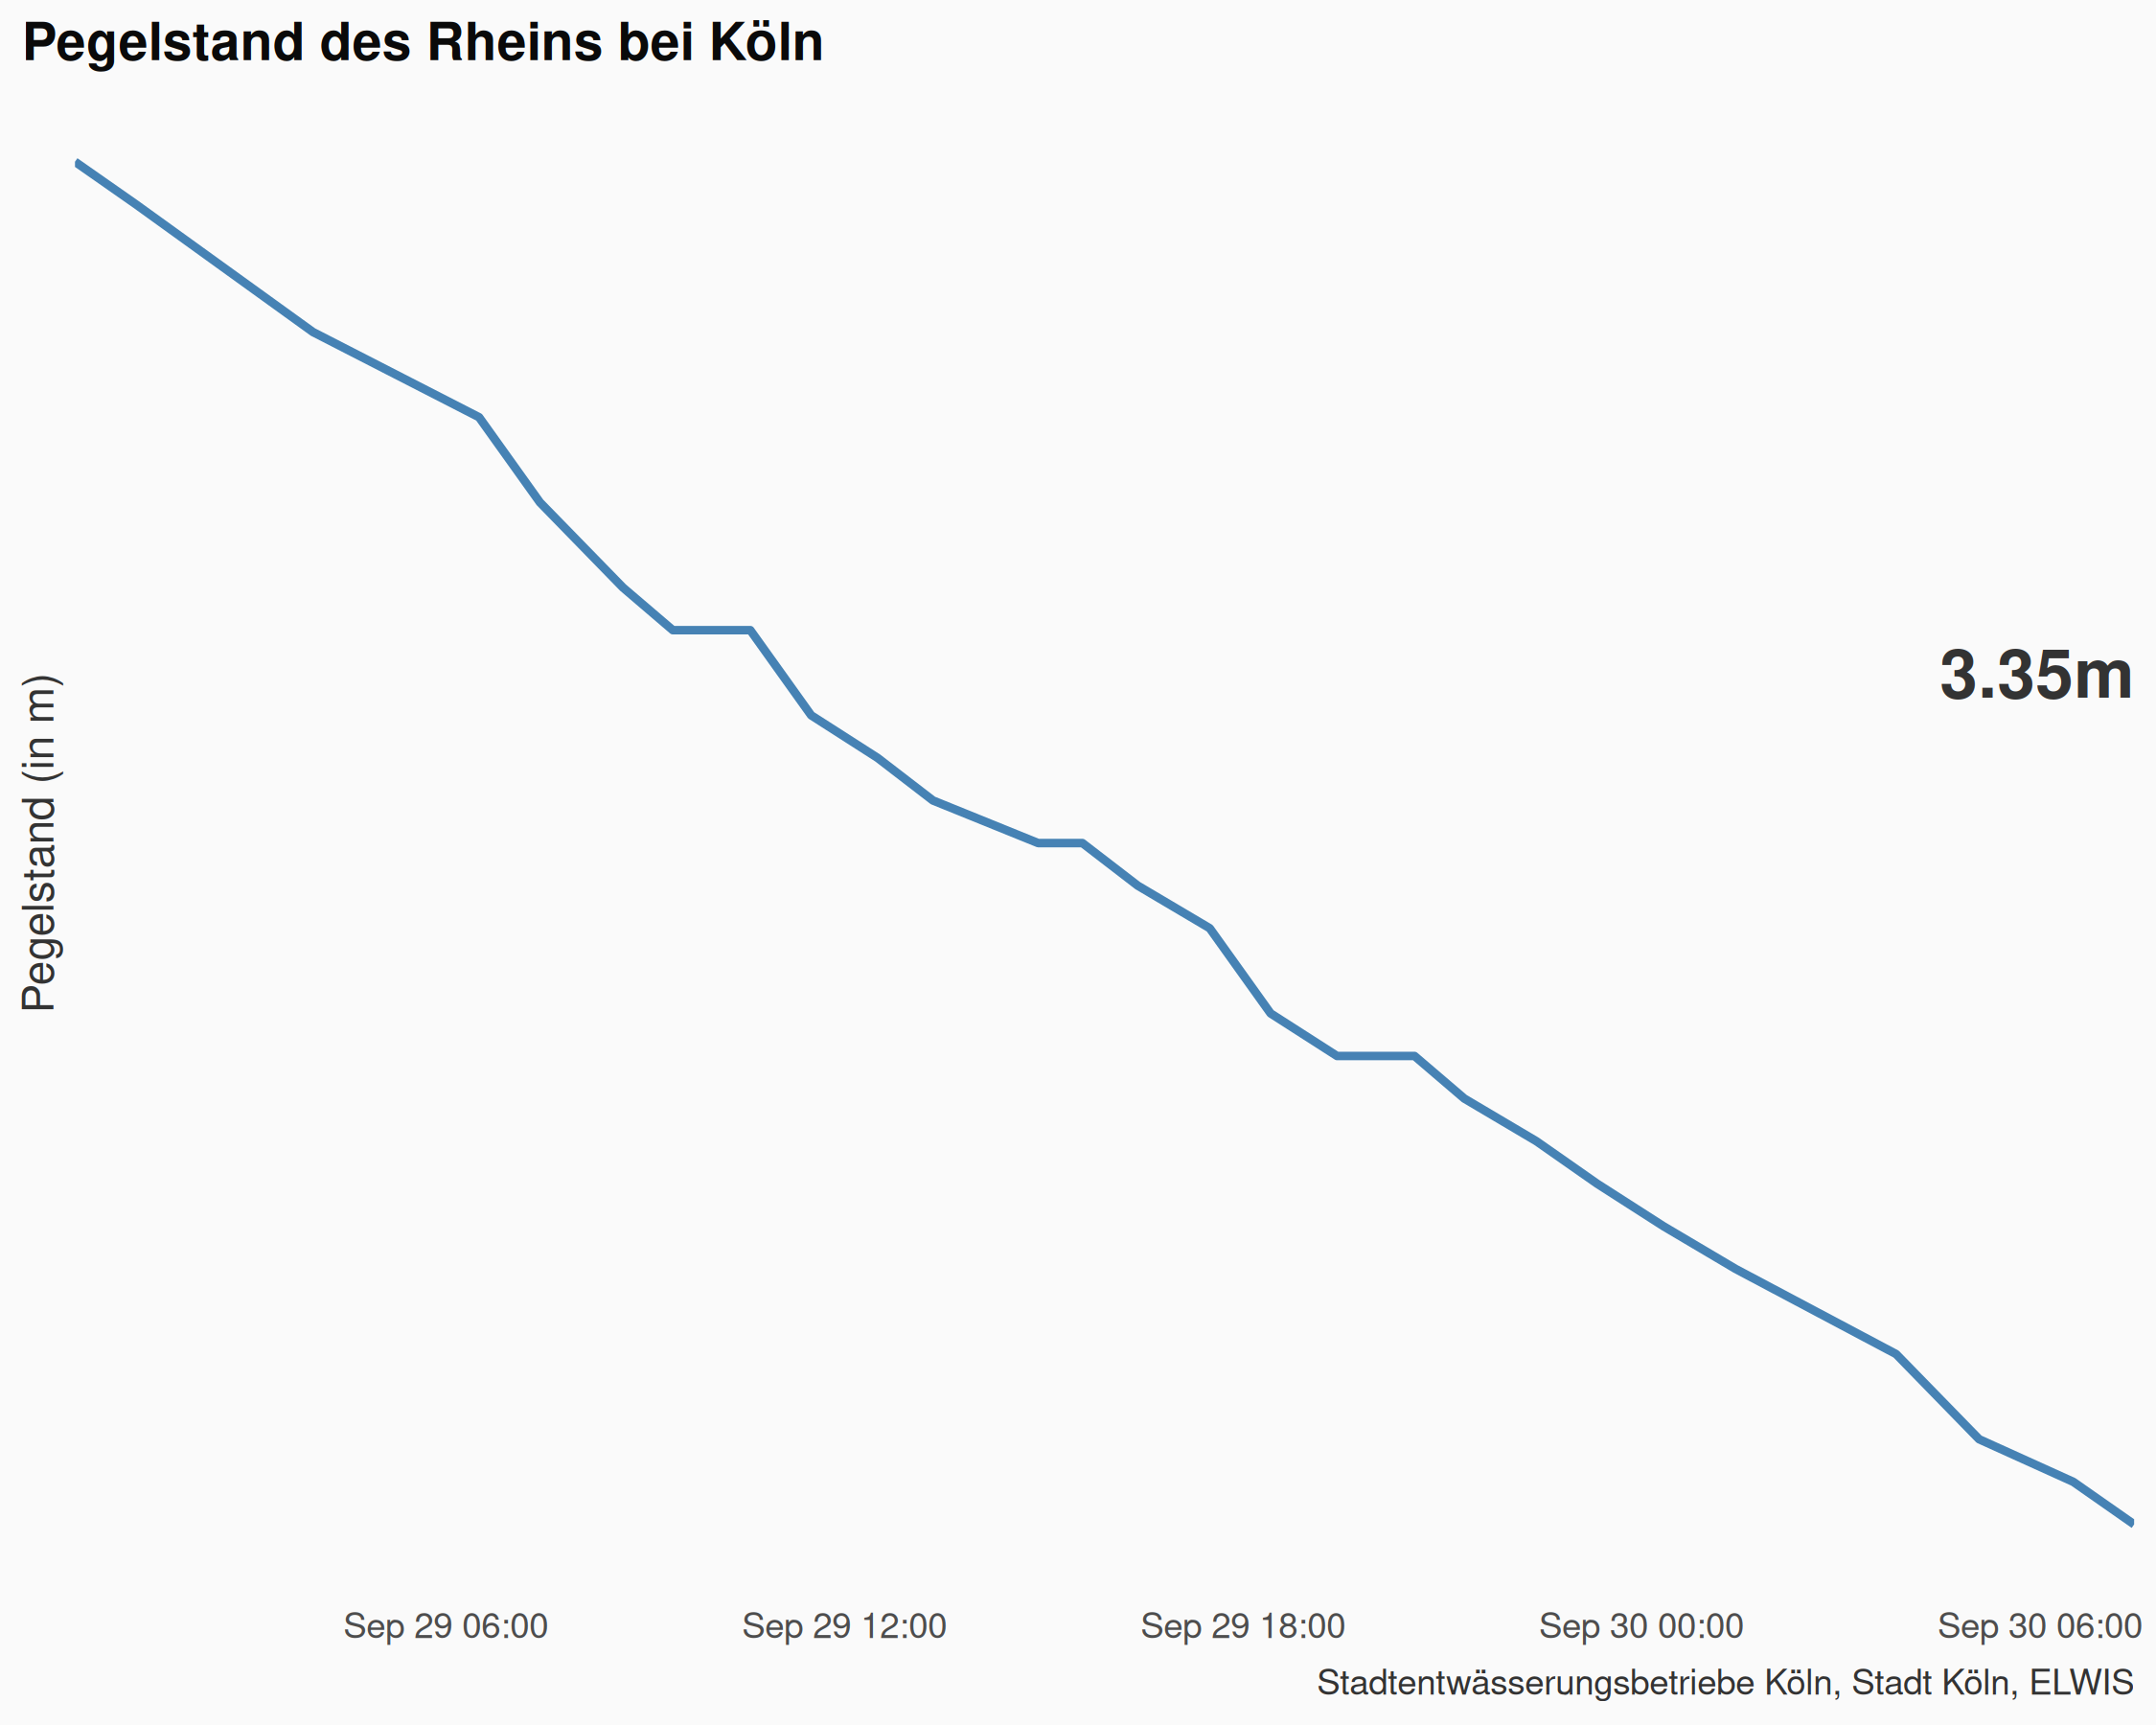 Pegelstand des Rheins bei Köln
Pegelstand (in m)
3.35m
Sep 29 06:00
Sep 29 12:00
Sep 29 18:00
Sep 30 00:00
Sep 30 06:00
Stadtentwässerungsbetriebe Köln, Stadt Köln, ELWIS